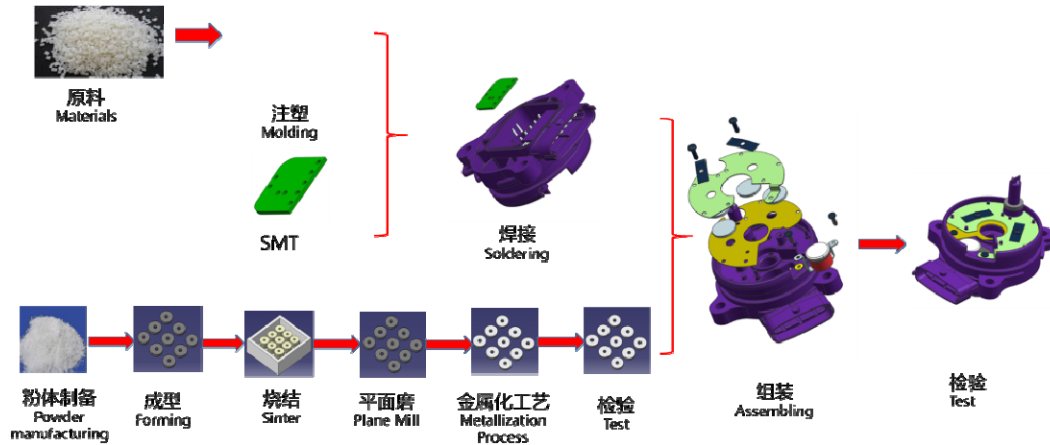 原料
Materials
注塑
Molding
SMT
焊接
Soldering
粉体制备
Powder
manufacturing
成型
Forming
烧结
Sinter
平面磨
Plane Mill
金属化工艺
Metallization
Process
检验
Test
组装
Assembling
检验
Test